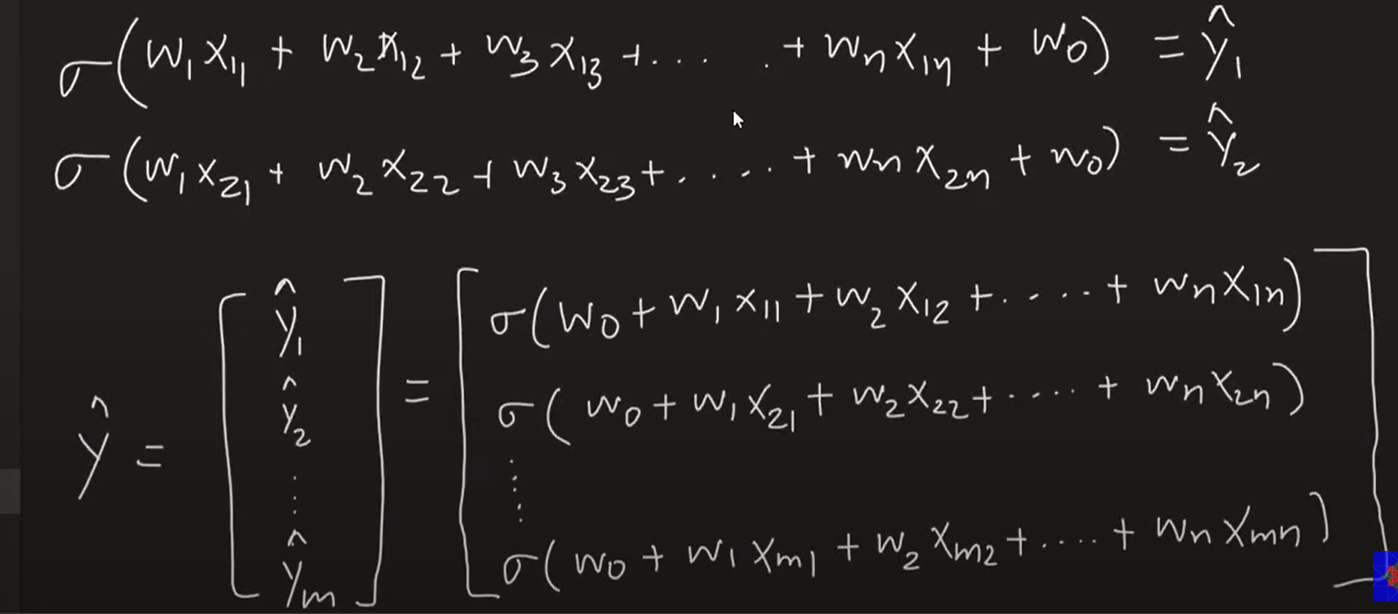 σ(w₁x₁₁ + w₂x₁₂ + w₃x₁₃ + ... . + wₙx₁ₙ + w₀) = ŷ₁
σ(w₁x₂₁ + w₂x₂₂ + w₃x₂₃ + ..... + wₙx₂ₙ + w₀) = ŷ₂
ŷ = [ŷ₁ ŷ₂ ⋮ ŷₘ] = [σ(w₀ + w₁x₁₁ + w₂x₁₂ + ..... + wₙx₁ₙ)
σ(w₀ + w₁x₂₁ + w₂x₂₂ + ..... + wₙx₂ₙ)
⋮
σ(w₀ + w₁xₘ₁ + w₂xₘ₂ + ..... + wₙxₘₙ)]